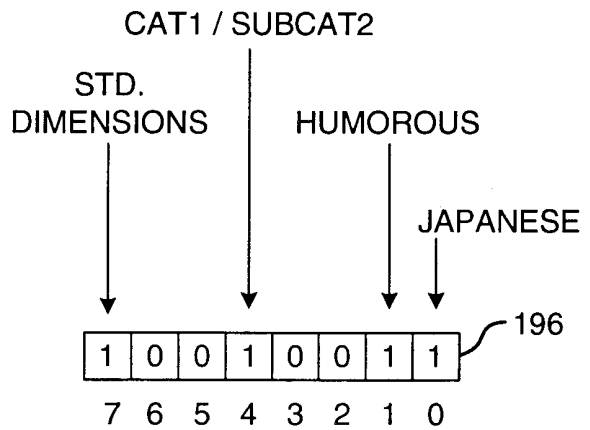 CAT1 / SUBCAT2
STD.
DIMENSIONS
HUMOROUS
JAPANESE
196
1 0 0 1 0 0 1 1
7 6 5 4 3 2 1 0